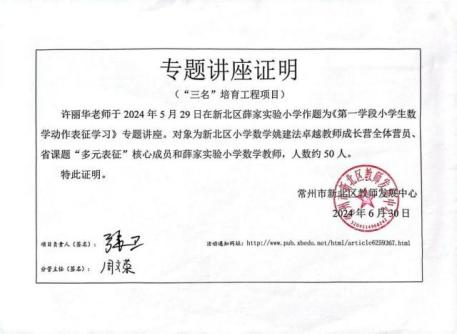 专题讲座证明
（“三名”培育工程项目）
许丽华老师于 2024 年 5 月 29 日在新北区薛家实验小学作题为《第一学段小学生数
学动作表征学习》专题讲座。对象为新北区小学数学姚建法卓越教师成长营全体营员、
省课题“多元表征”核心成员和薛家实验小学数学教师，人数约 50 人。
特此证明。
常州市新北区教师发展中心
2024 年 6 月 30 日
项目负责人（签名）：
活动通知网址：http://www.pub.xbedu.net/html/article6259367.html
分管主任（签名）：